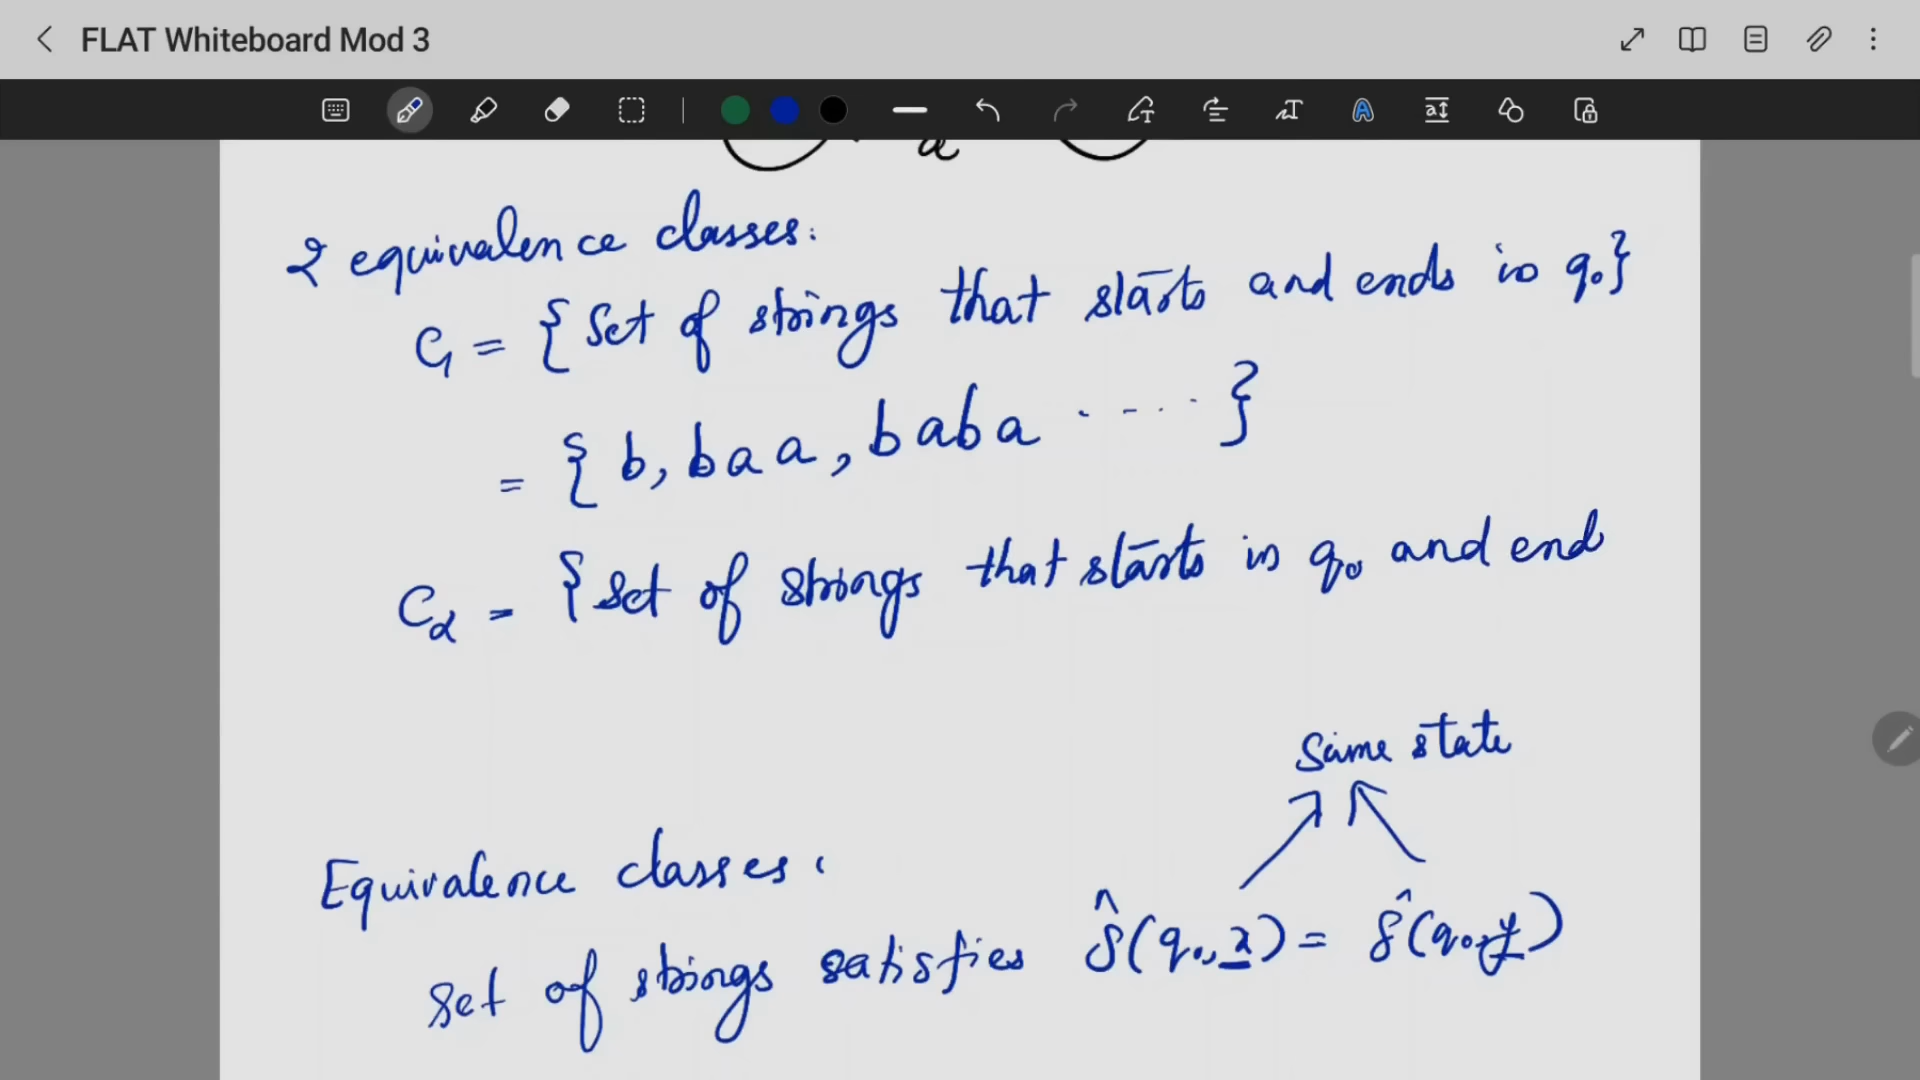 FLAT Whiteboard Mod 3
a
2 equivalence classes:
C1 = { Set of strings that starts and ends in q0 }
= { b, baa, baba ..... }
C2 = { Set of strings that starts in q0 and end
Same state
Equivalence classes:
Set of strings satisfies δ̂(q0, x) = δ̂(q0, y)